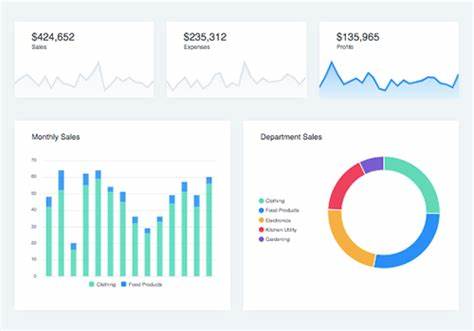 $424,652
Sales
$235,312
Expenses
$135,965
Profits
Monthly Sales
70
60
50
40
30
20
10
0
Clothing
Food Products
Department Sales
Clothing
Food Products
Electronics
Kitchen Utility
Gardening